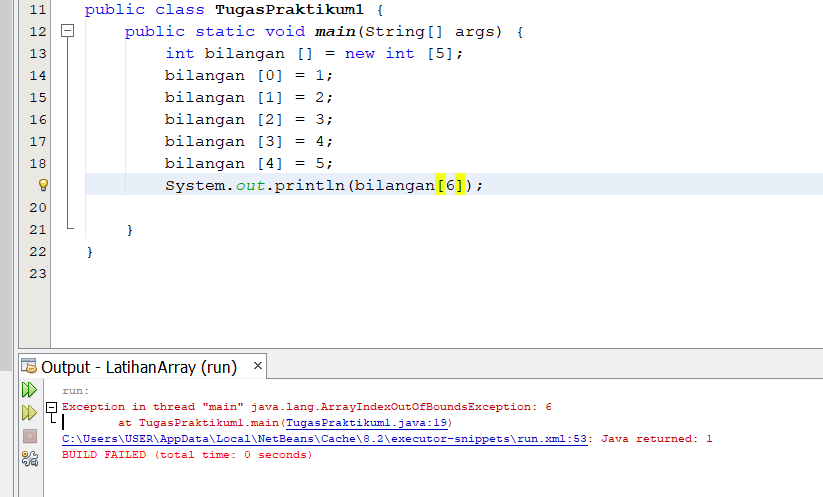 11 public class TugasPraktikum1 {
12 public static void main(String[] args) {
13 int bilangan [] = new int [5];
14 bilangan [0] = 1;
15 bilangan [1] = 2;
16 bilangan [2] = 3;
17 bilangan [3] = 4;
18 bilangan [4] = 5;
System.out.println(bilangan[6]);
20
21 }
22 }
23
Output - LatihanArray (run) ×
run:
Exception in thread "main" java.lang.ArrayIndexOutOfBoundsException: 6
at TugasPraktikum1.main(TugasPraktikum1.java:19)
C:\Users\USER\AppData\Local\NetBeans\Cache\8.2\executor-snippets\run.xml:53: Java returned: 1
BUILD FAILED (total time: 0 seconds)